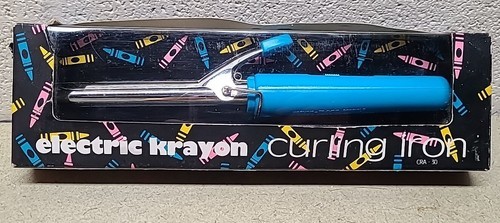 electric krayon curling iron
CRA - 30